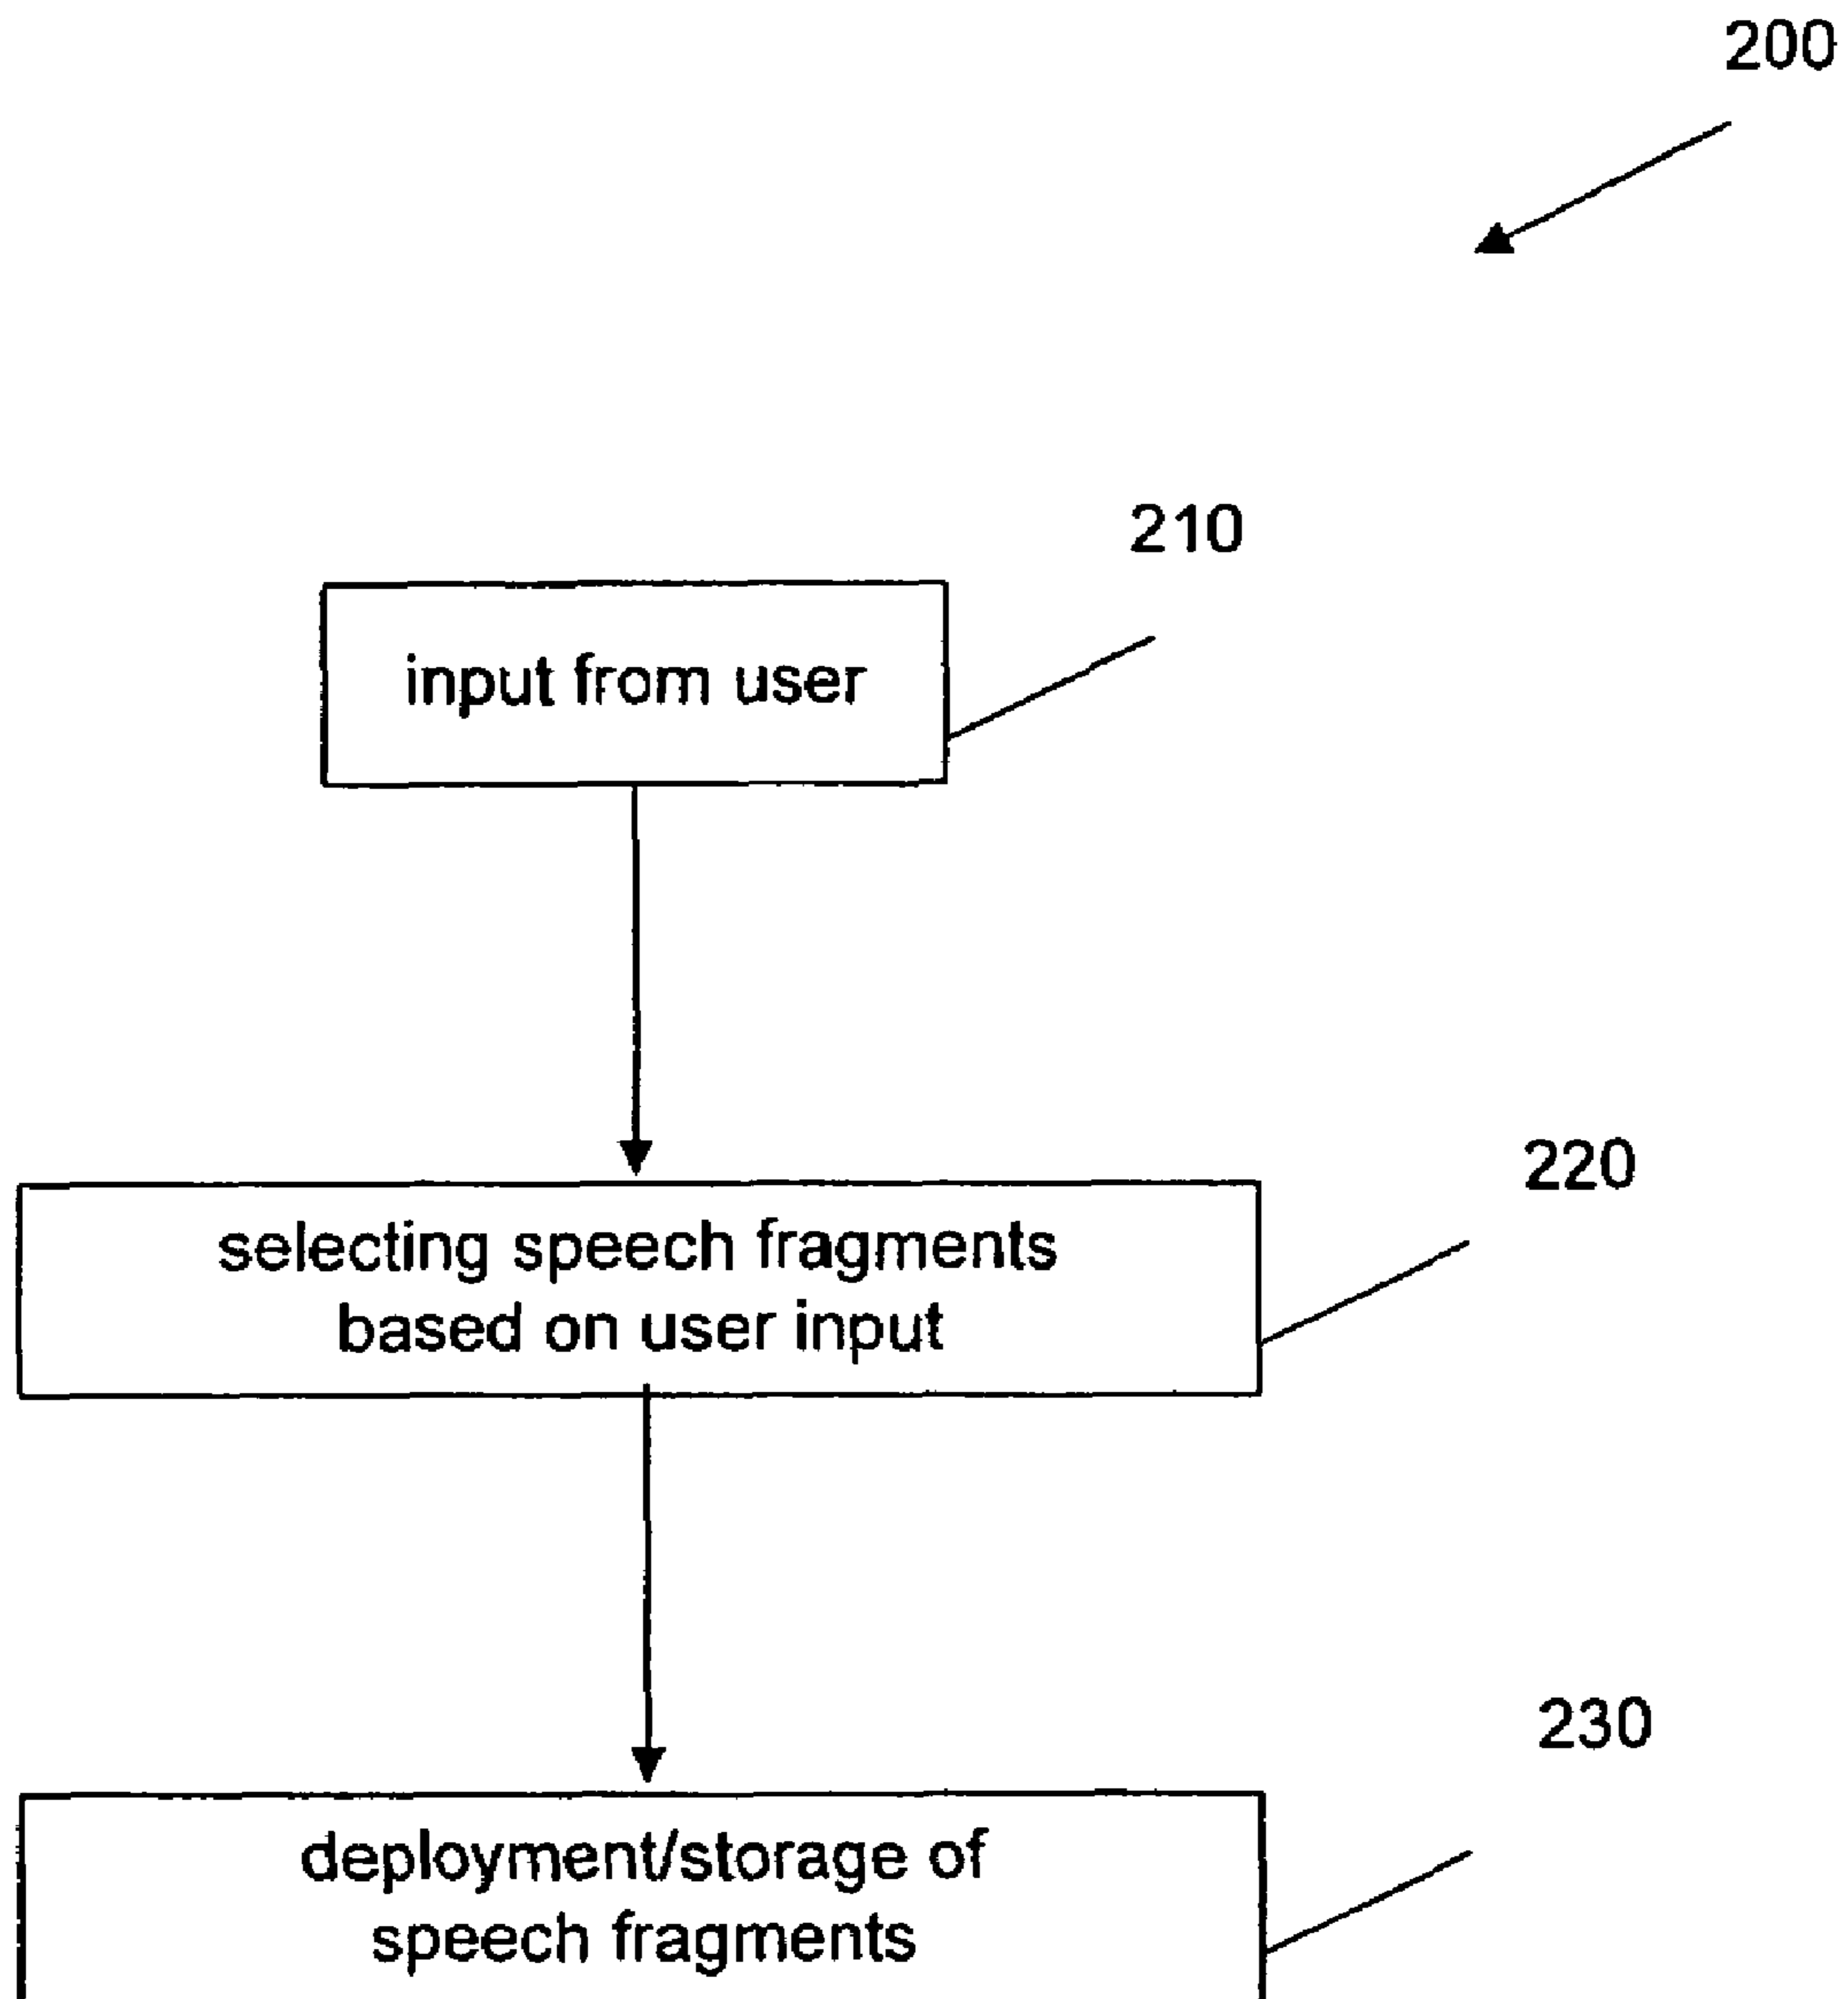 200
210
input from user
220
selecting speech fragments
based on user input
230
deployment/storage of
speech fragments